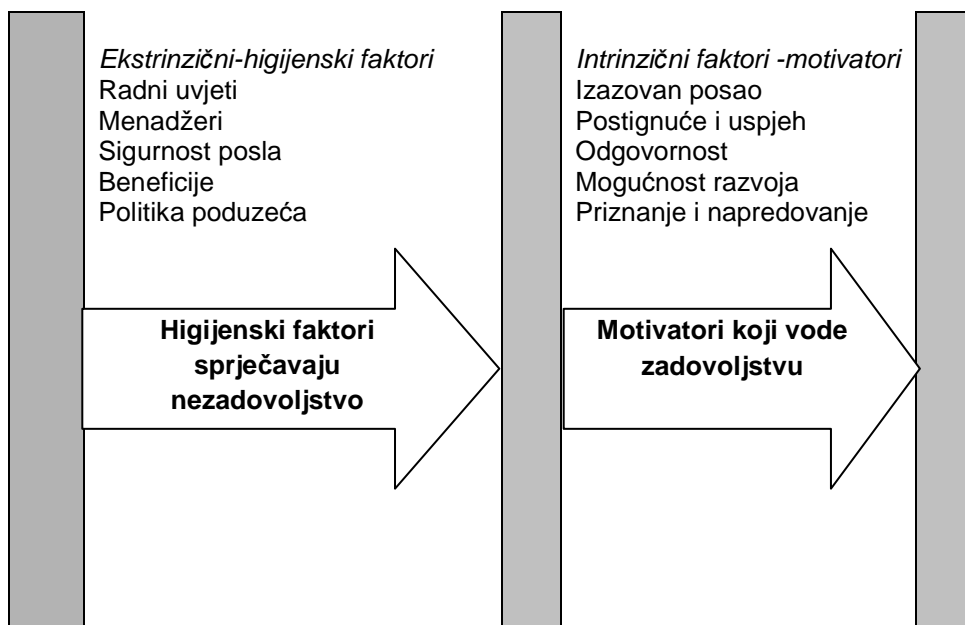 Ekstrinzični-higijenski faktori
Radni uvjeti
Menadžeri
Sigurnost posla
Beneficije
Politika poduzeća
Intrinzični faktori -motivatori
Izazovan posao
Postignuće i uspjeh
Odgovornost
Mogućnost razvoja
Priznanje i napredovanje
Higijenski faktori
sprječavaju
nezadovoljstvo
Motivatori koji vode
zadovoljstvu